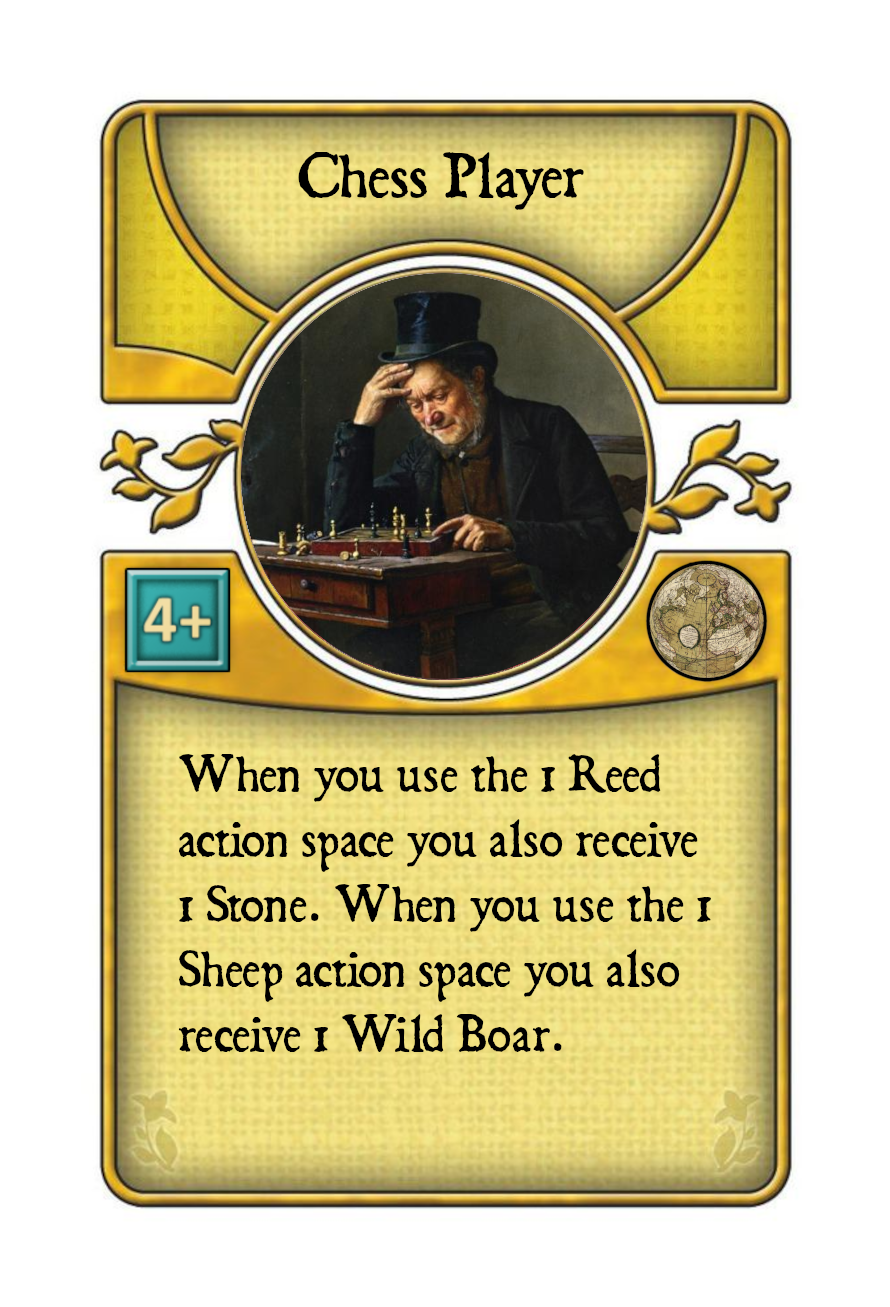 Chess Player
4+
When you use the 1 Reed
action space you also receive
1 Stone. When you use the 1
Sheep action space you also
receive 1 Wild Boar.